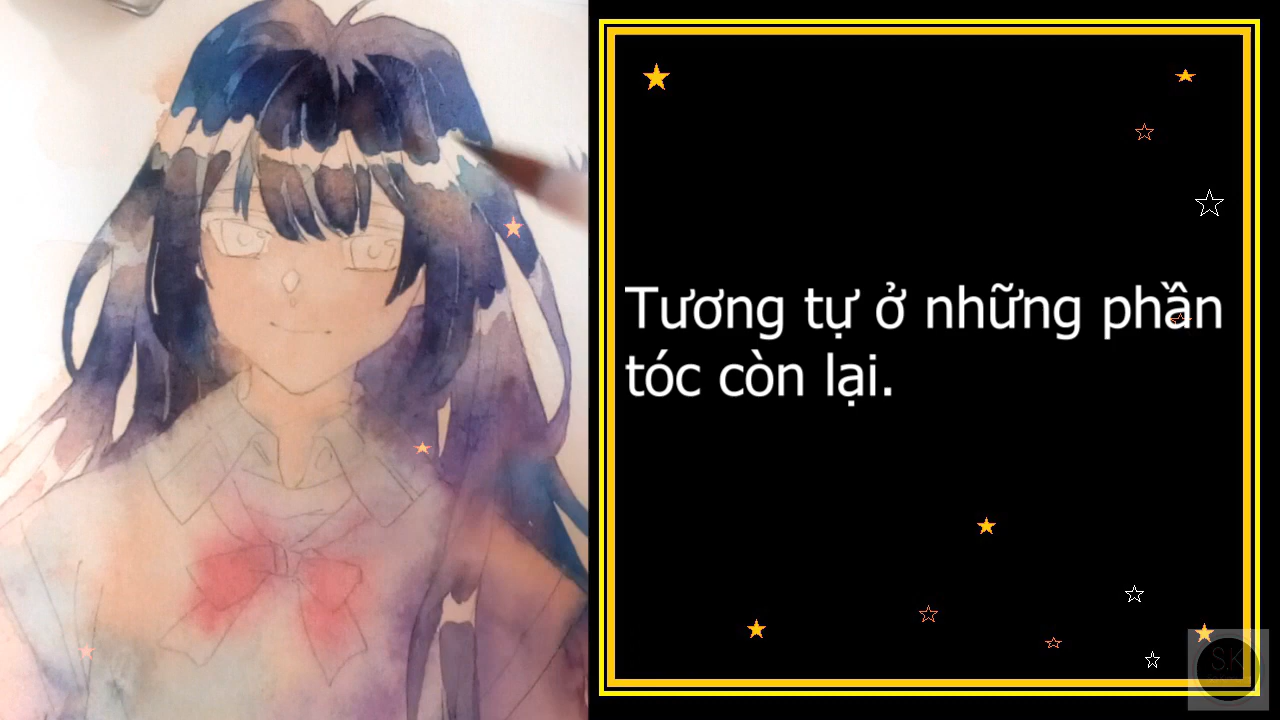 Tương tự ở những phần
tóc còn lại.
S.K